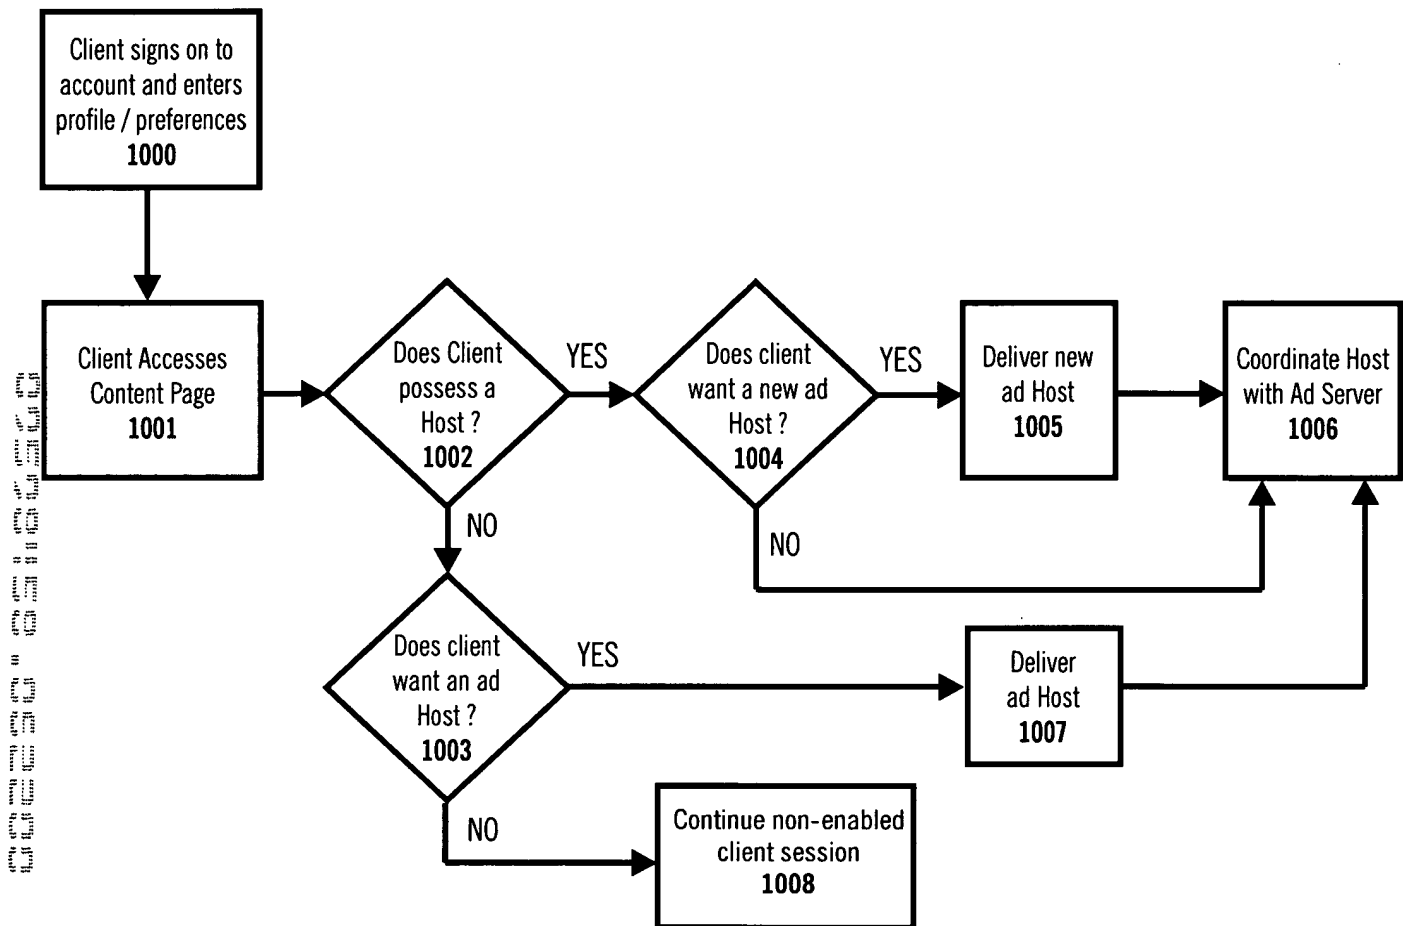 Client signs on to
account and enters
profile / preferences
1000
Client Accesses
Content Page
1001
Does Client
possess a
Host ?
1002
YES
NO
Does client
want a new ad
Host ?
1004
YES
NO
Deliver new
ad Host
1005
Coordinate Host
with Ad Server
1006
Does client
want an ad
Host ?
1003
YES
NO
Deliver
ad Host
1007
Continue non-enabled
client session
1008